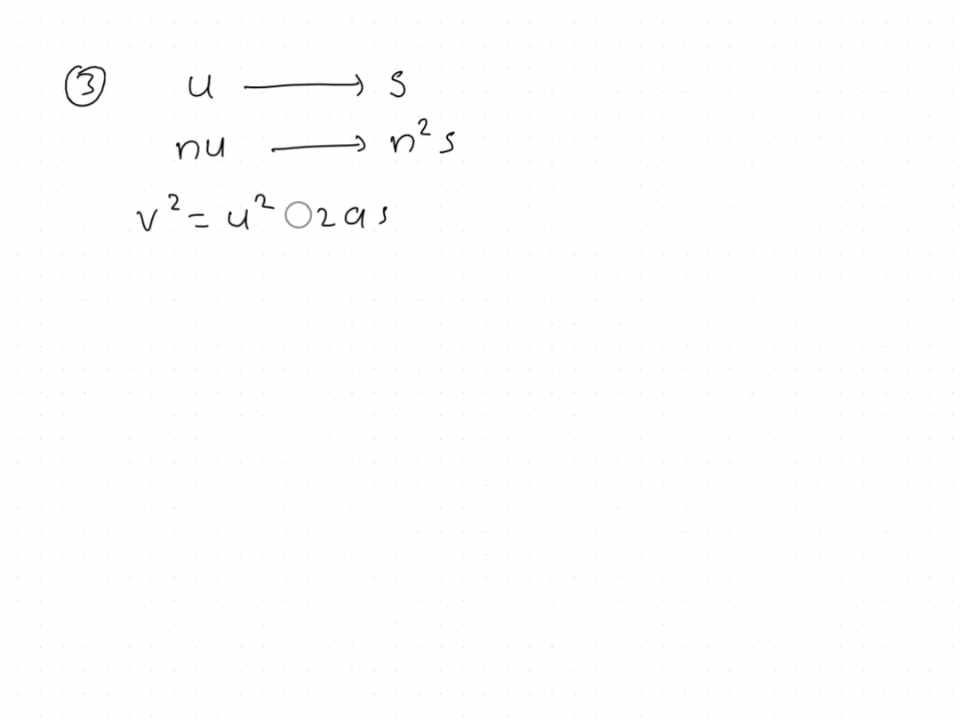 ③ u ⟶ s
nu ⟶ n²s
v² = u² 2as